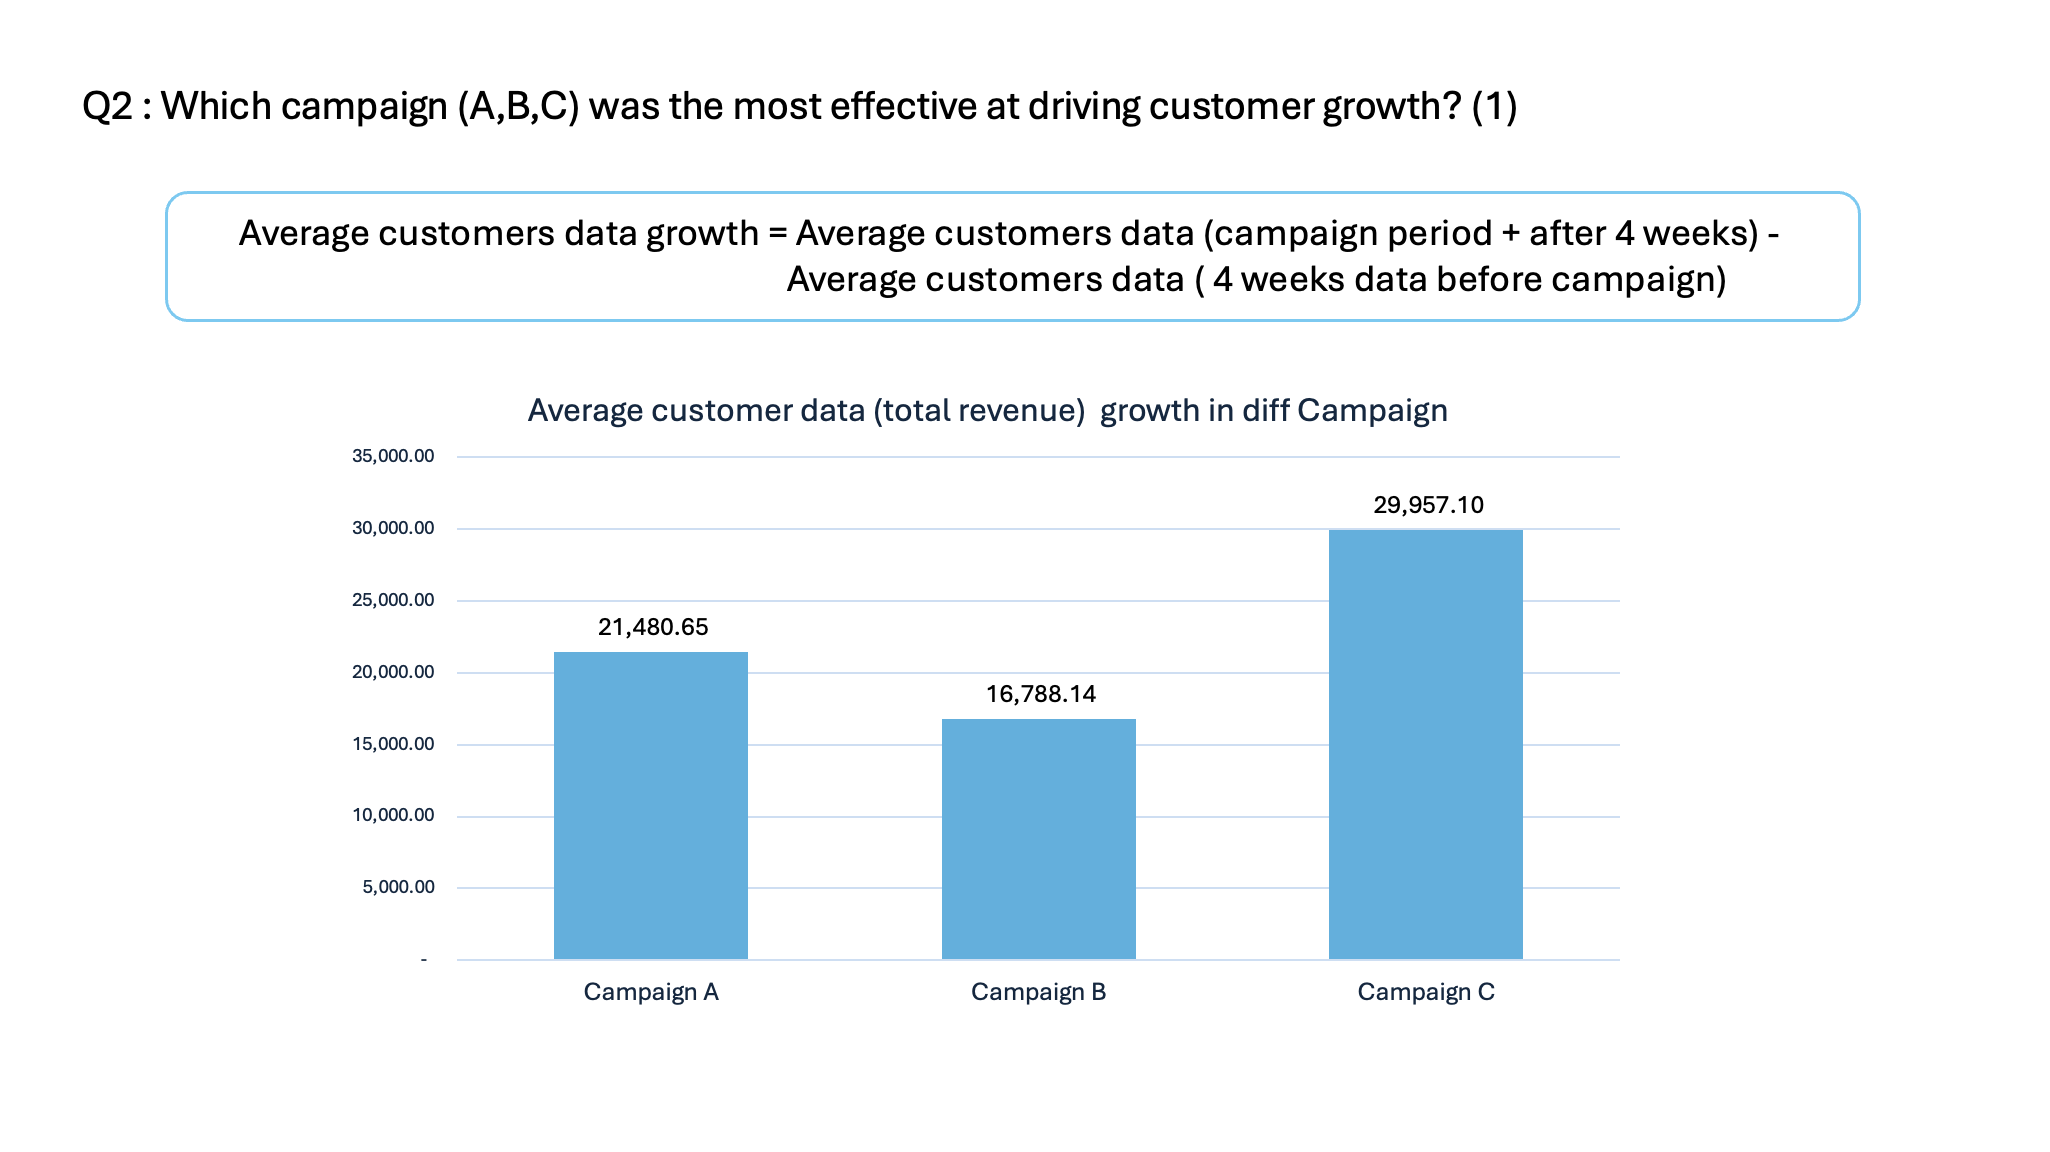 Q2 : Which campaign (A,B,C) was the most effective at driving customer growth? (1)
Average customers data growth = Average customers data (campaign period + after 4 weeks) -
Average customers data ( 4 weeks data before campaign)
Average customer data (total revenue)  growth in diff Campaign
35,000.00
30,000.00
25,000.00
20,000.00
15,000.00
10,000.00
5,000.00
-
21,480.65
16,788.14
29,957.10
Campaign A
Campaign B
Campaign C